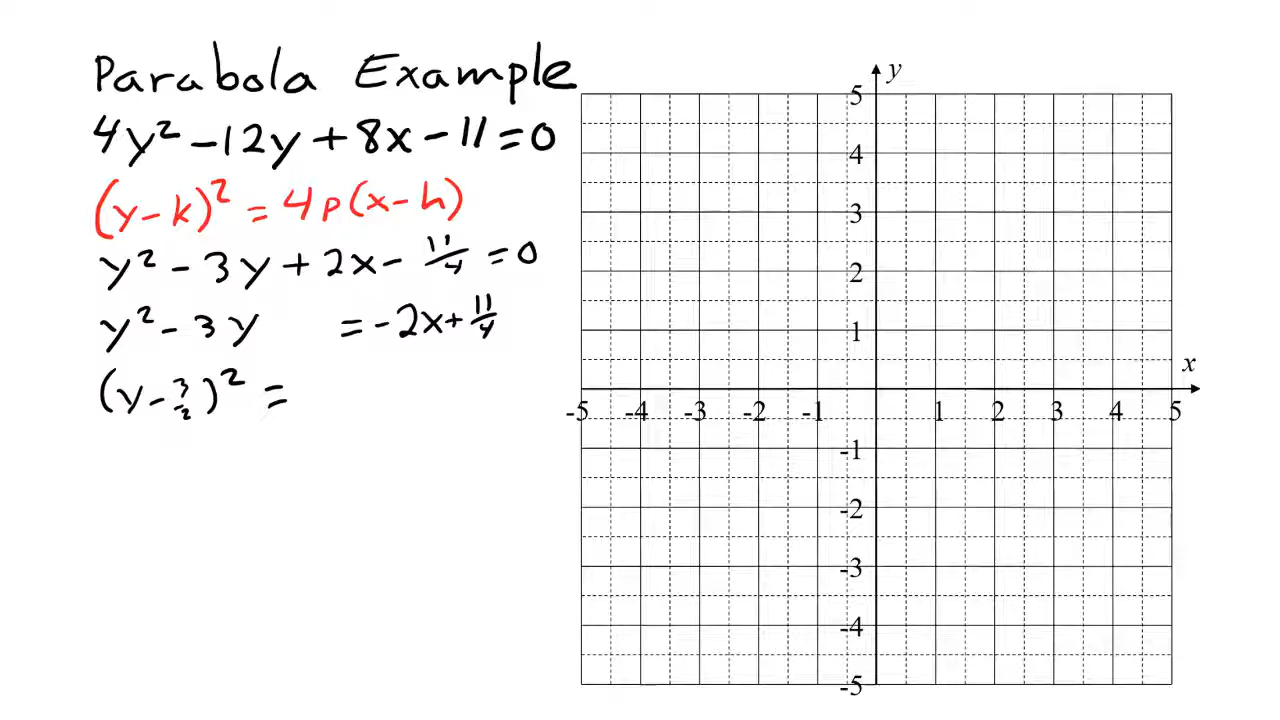 Parabola Example
4y² - 12y + 8x - 11 = 0
(y - k)² = 4p(x - h)
y² - 3y + 2x - 11/4 = 0
y² - 3y = -2x + 11/4
(y - 3/2)² =
y
5
4
3
2
1
x
-5 -4 -3 -2 -1 1 2 3 4 5
-1
-2
-3
-4
-5